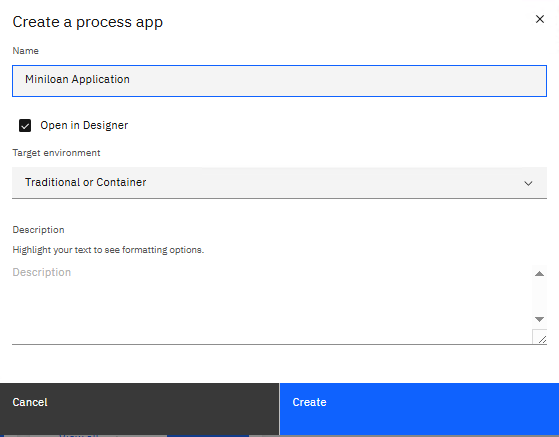 Create a process app
Name
Miniloan Application
Open in Designer
Target environment
Traditional or Container
Description
Highlight your text to see formatting options.
Description
Cancel
Create